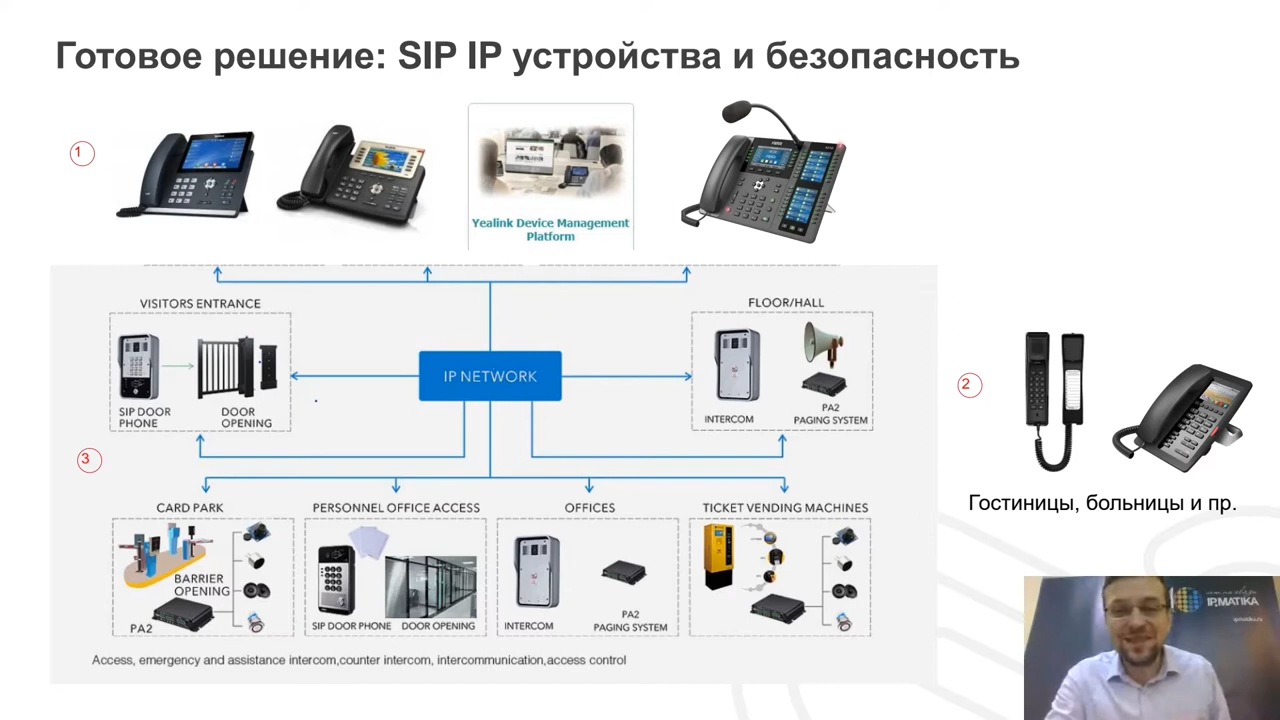 Готовое решение: SIP IP устройства и безопасность
1
Yealink Device Management
Platform
VISITORS ENTRANCE
FLOOR/HALL
IP NETWORK
SIP DOOR
PHONE
DOOR
OPENING
INTERCOM
PA2
PAGING SYSTEM
2
3
Гостиницы, больницы и пр.
CARD PARK
PERSONNEL OFFICE ACCESS
OFFICES
TICKET VENDING MACHINES
BARRIER
OPENING
PA2
SIP DOOR PHONE
DOOR OPENING
INTERCOM
PA2
PAGING SYSTEM
Access, emergency and assistance intercom,counter intercom, intercommunication,access control
IPMATIKA
ipmatika.ru